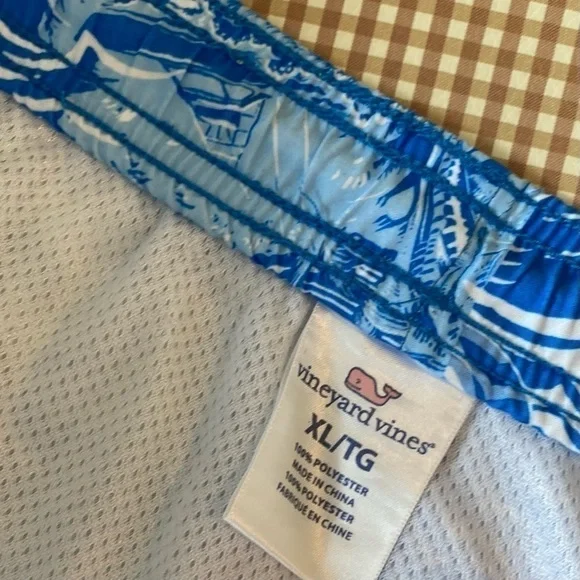 vineyard vines®
XL/TG
100% POLYESTER
MADE IN CHINA
100% POLYESTER
FABRIQUÉ EN CHINE